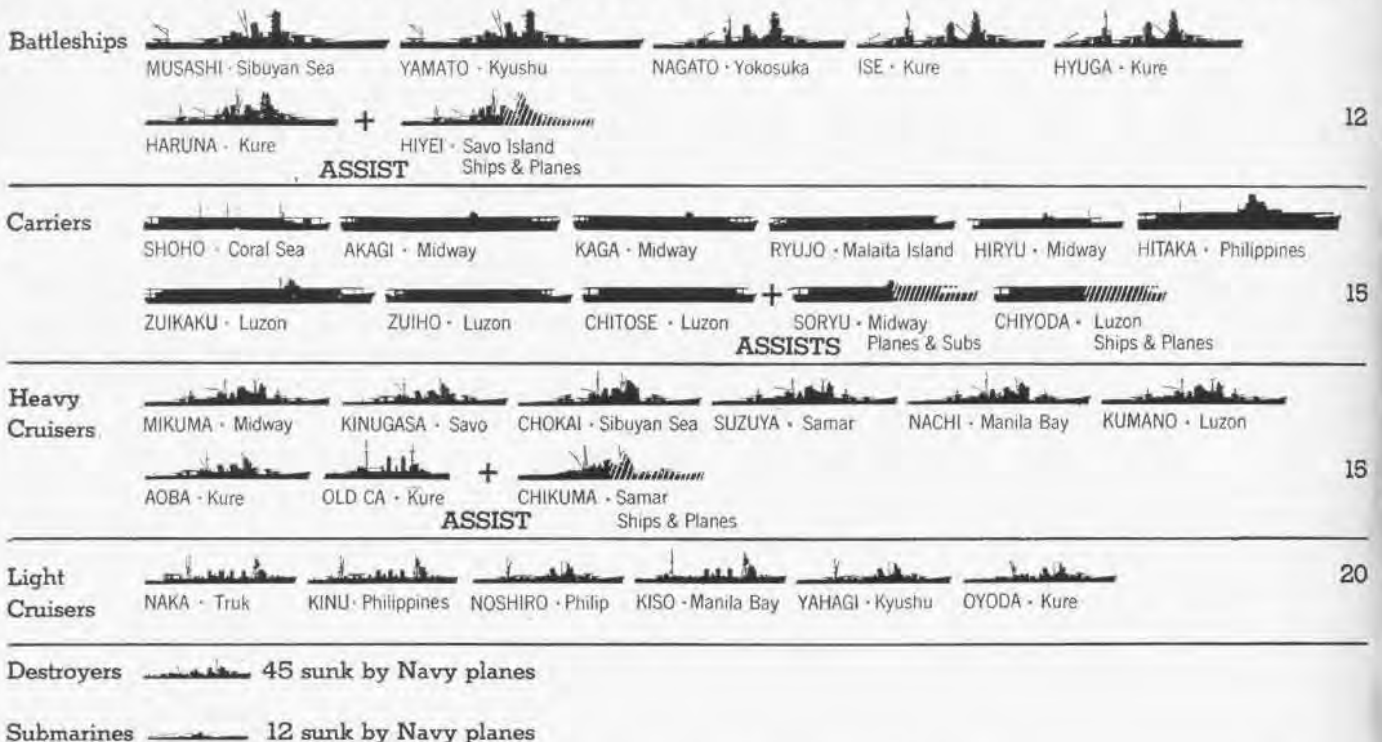 Battleships
MUSASHI · Sibuyan Sea YAMATO · Kyushu NAGATO · Yokosuka ISE · Kure HYUGA · Kure
12
HARUNA · Kure + HIYEI · Savo Island
ASSIST Ships & Planes
Carriers
SHOHO · Coral Sea AKAGI · Midway KAGA · Midway RYUJO · Malaita Island HIRYU · Midway HITAKA · Philippines
15
ZUIKAKU · Luzon ZUIHO · Luzon CHITOSE · Luzon + SORYU · Midway CHIYODA · Luzon
ASSISTS Planes & Subs Ships & Planes
Heavy
Cruisers
MIKUMA · Midway KINUGASA · Savo CHOKAI · Sibuyan Sea SUZUYA · Samar NACHI · Manila Bay KUMANO · Luzon
15
AOBA · Kure OLD CA · Kure + CHIKUMA · Samar
ASSIST Ships & Planes
Light
Cruisers
20
NAKA · Truk KINU · Philippines NOSHIRO · Philip KISO · Manila Bay YAHAGI · Kyushu OYODA · Kure
Destroyers 45 sunk by Navy planes
Submarines 12 sunk by Navy planes